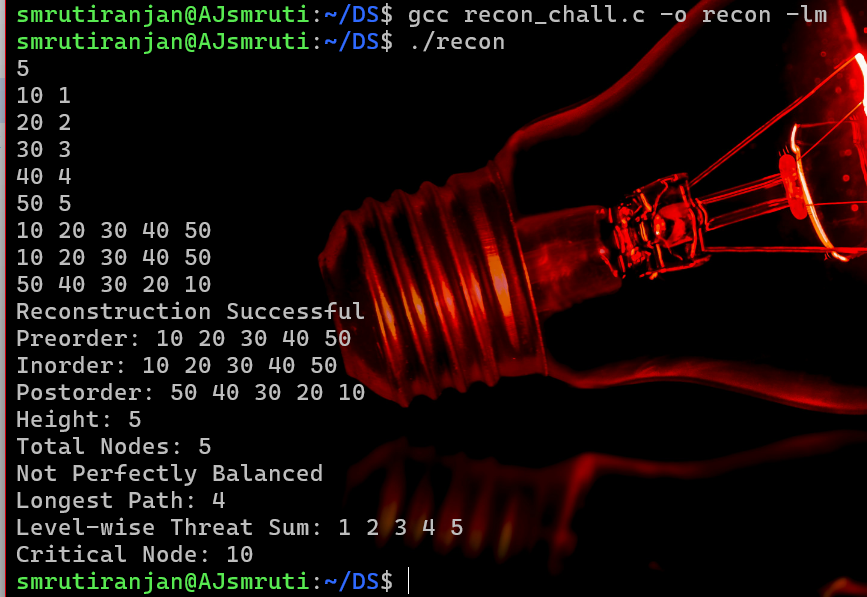 smrutiranjan@AJsmruti:~/DS$ gcc recon_chall.c -o recon -lm
smrutiranjan@AJsmruti:~/DS$ ./recon
5
10 1
20 2
30 3
40 4
50 5
10 20 30 40 50
10 20 30 40 50
50 40 30 20 10
Reconstruction Successful
Preorder: 10 20 30 40 50
Inorder: 10 20 30 40 50
Postorder: 50 40 30 20 10
Height: 5
Total Nodes: 5
Not Perfectly Balanced
Longest Path: 4
Level-wise Threat Sum: 1 2 3 4 5
Critical Node: 10
smrutiranjan@AJsmruti:~/DS$